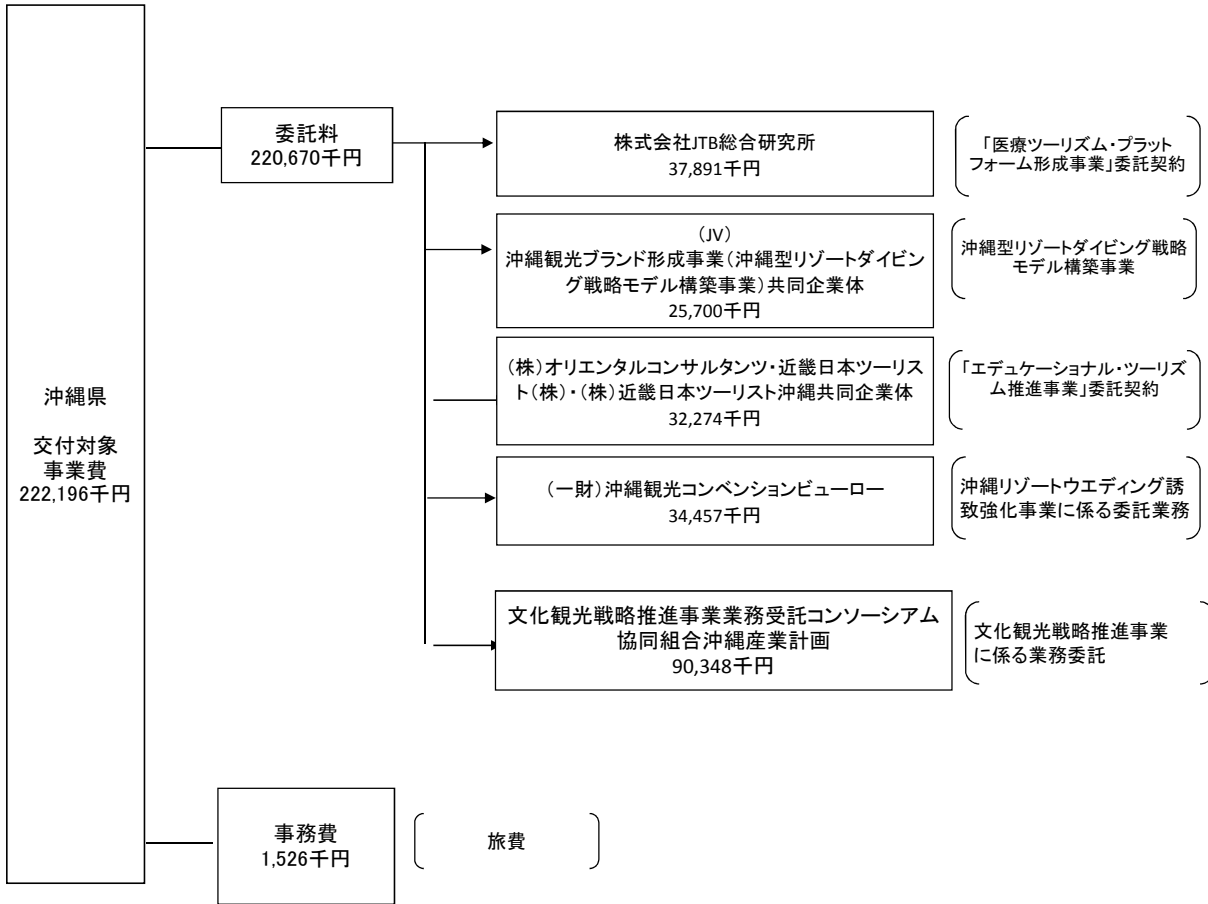 沖縄県
交付対象
事業費
222,196千円
委託料
220,670千円
株式会社JTB総合研究所
37,891千円
「医療ツーリズム・プラット
フォーム形成事業」委託契約
(JV)
沖縄観光ブランド形成事業(沖縄型リゾートダイビン
グ戦略モデル構築事業)共同企業体
25,700千円
沖縄型リゾートダイビング戦略
モデル構築事業
(株)オリエンタルコンサルタンツ・近畿日本ツーリス
ト(株)・(株)近畿日本ツーリスト沖縄共同企業体
32,274千円
「エデュケーショナル・ツーリズ
ム推進事業」委託契約
(一財)沖縄観光コンベンションビューロー
34,457千円
沖縄リゾートウエディング誘
致強化事業に係る委託業務
文化観光戦略推進事業業務受託コンソーシアム
協同組合沖縄産業計画
90,348千円
文化観光戦略推進事業
に係る業務委託
事務費
1,526千円
旅費